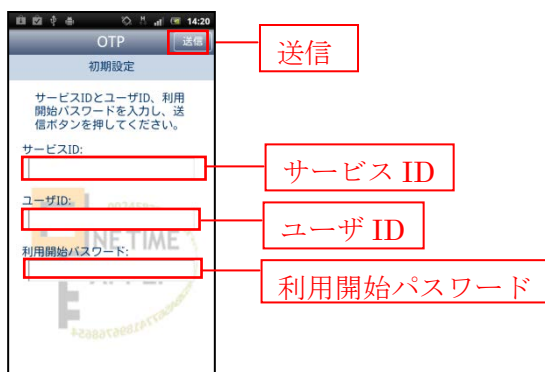 14:20
OTP
送信
送信
初期設定
サービスIDとユーザID、利用
開始パスワードを入力し、送
信ボタンを押してください。
サービスID:
サービス ID
ユーザID:
ユーザ ID
NETIME
利用開始パスワード:
利用開始パスワード